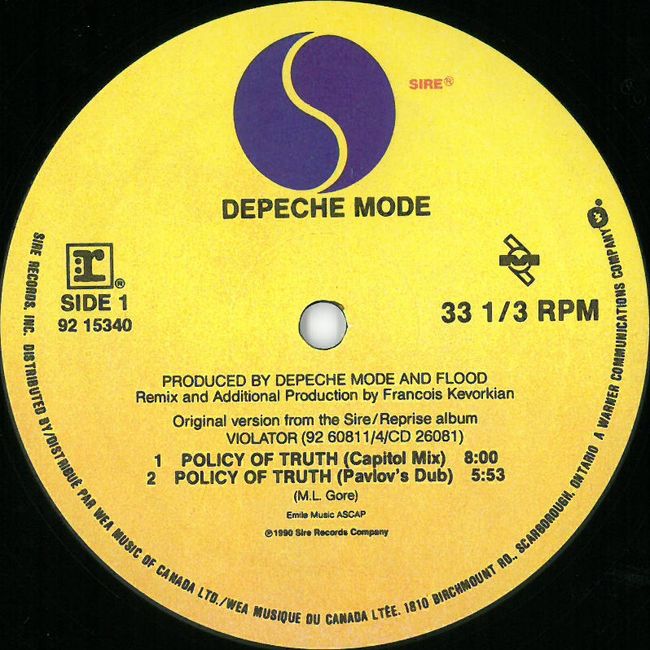 SIRE®
DEPECHE MODE
r®
SIDE 1
92 15340
33 1/3 RPM
PRODUCED BY DEPECHE MODE AND FLOOD
Remix and Additional Production by Francois Kevorkian
Original version from the Sire/Reprise album
VIOLATOR (92 60811/4/CD 26081)
1 POLICY OF TRUTH (Capitol Mix) 8:00
2 POLICY OF TRUTH (Pavlov's Dub) 5:53
(M.L. Gore)
Emile Music ASCAP
℗©1990 Sire Records Company
SIRE RECORDS, INC. DISTRIBUTED BY/DISTRIBUÉ PAR WEA MUSIC OF CANADA LTD./WEA MUSIQUE DU CANADA LTÉE. 1810 BIRCHMOUNT RD., SCARBOROUGH, ONTARIO A WARNER COMMUNICATIONS COMPANY